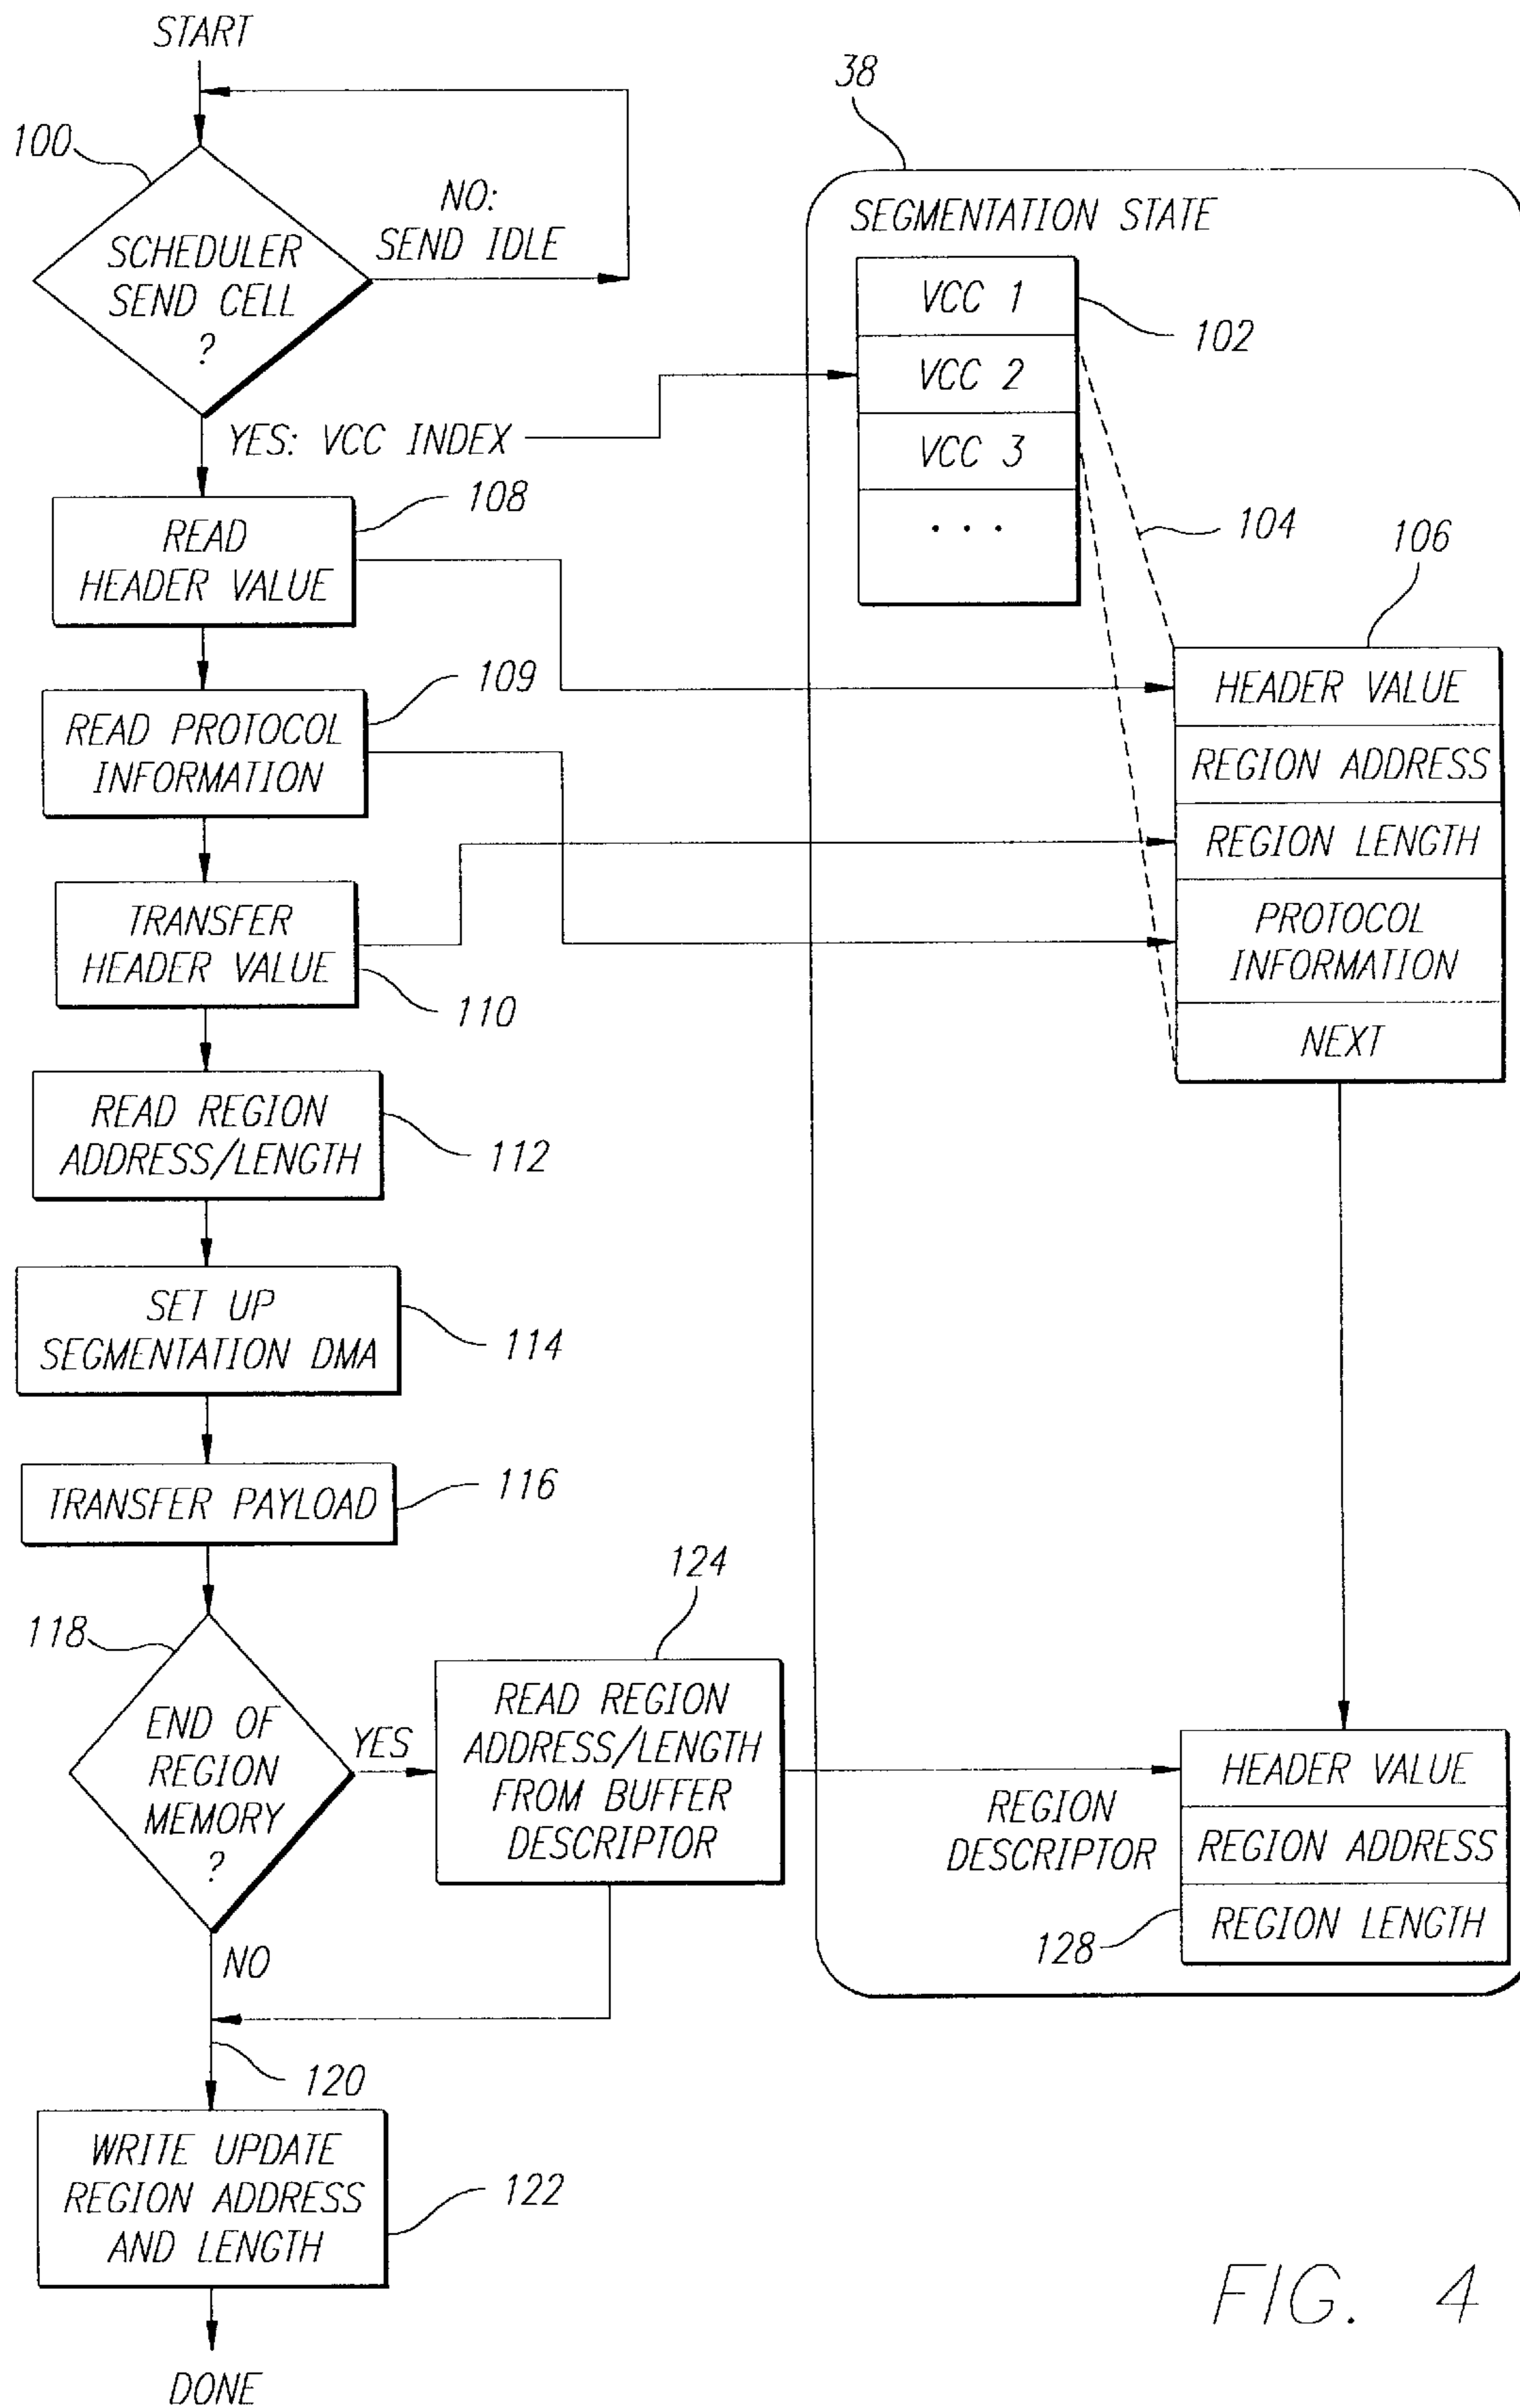 START
100
SCHEDULER
SEND CELL
?
NO:
SEND IDLE
YES: VCC INDEX
38
SEGMENTATION STATE
VCC 1
VCC 2
VCC 3
. . .
102
104
106
108
READ
HEADER VALUE
109
READ PROTOCOL
INFORMATION
TRANSFER
HEADER VALUE
110
READ REGION
ADDRESS/LENGTH
112
SET UP
SEGMENTATION DMA
114
TRANSFER PAYLOAD
116
118
END OF
REGION
MEMORY
?
YES
NO
124
READ REGION
ADDRESS/LENGTH
FROM BUFFER
DESCRIPTOR
120
WRITE UPDATE
REGION ADDRESS
AND LENGTH
122
DONE
HEADER VALUE
REGION ADDRESS
REGION LENGTH
PROTOCOL
INFORMATION
NEXT
REGION
DESCRIPTOR
HEADER VALUE
REGION ADDRESS
REGION LENGTH
128
FIG. 4